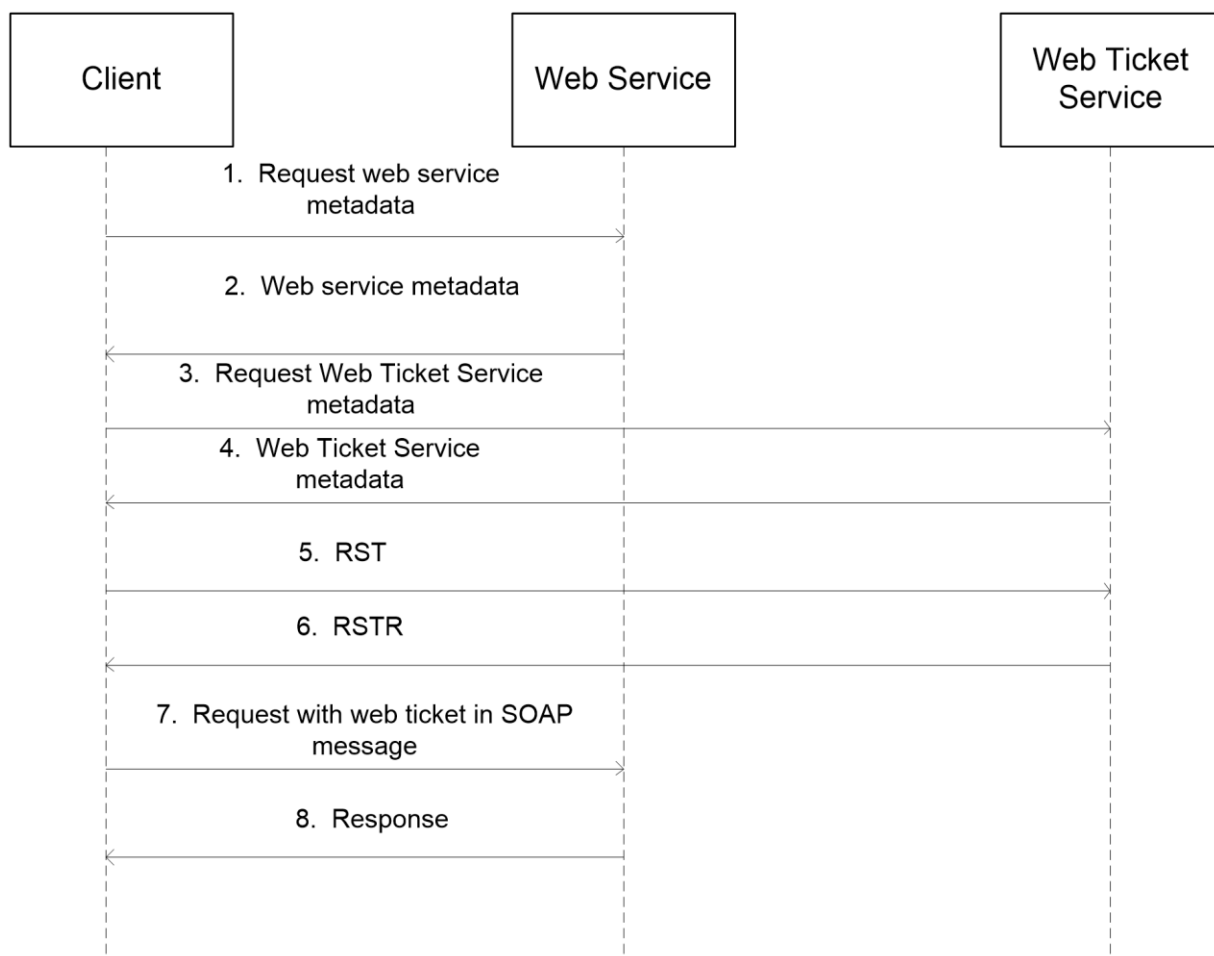 Client
Web Service
Web Ticket
Service
1. Request web service
metadata
2. Web service metadata
3. Request Web Ticket Service
metadata
4. Web Ticket Service
metadata
5. RST
6. RSTR
7. Request with web ticket in SOAP
message
8. Response